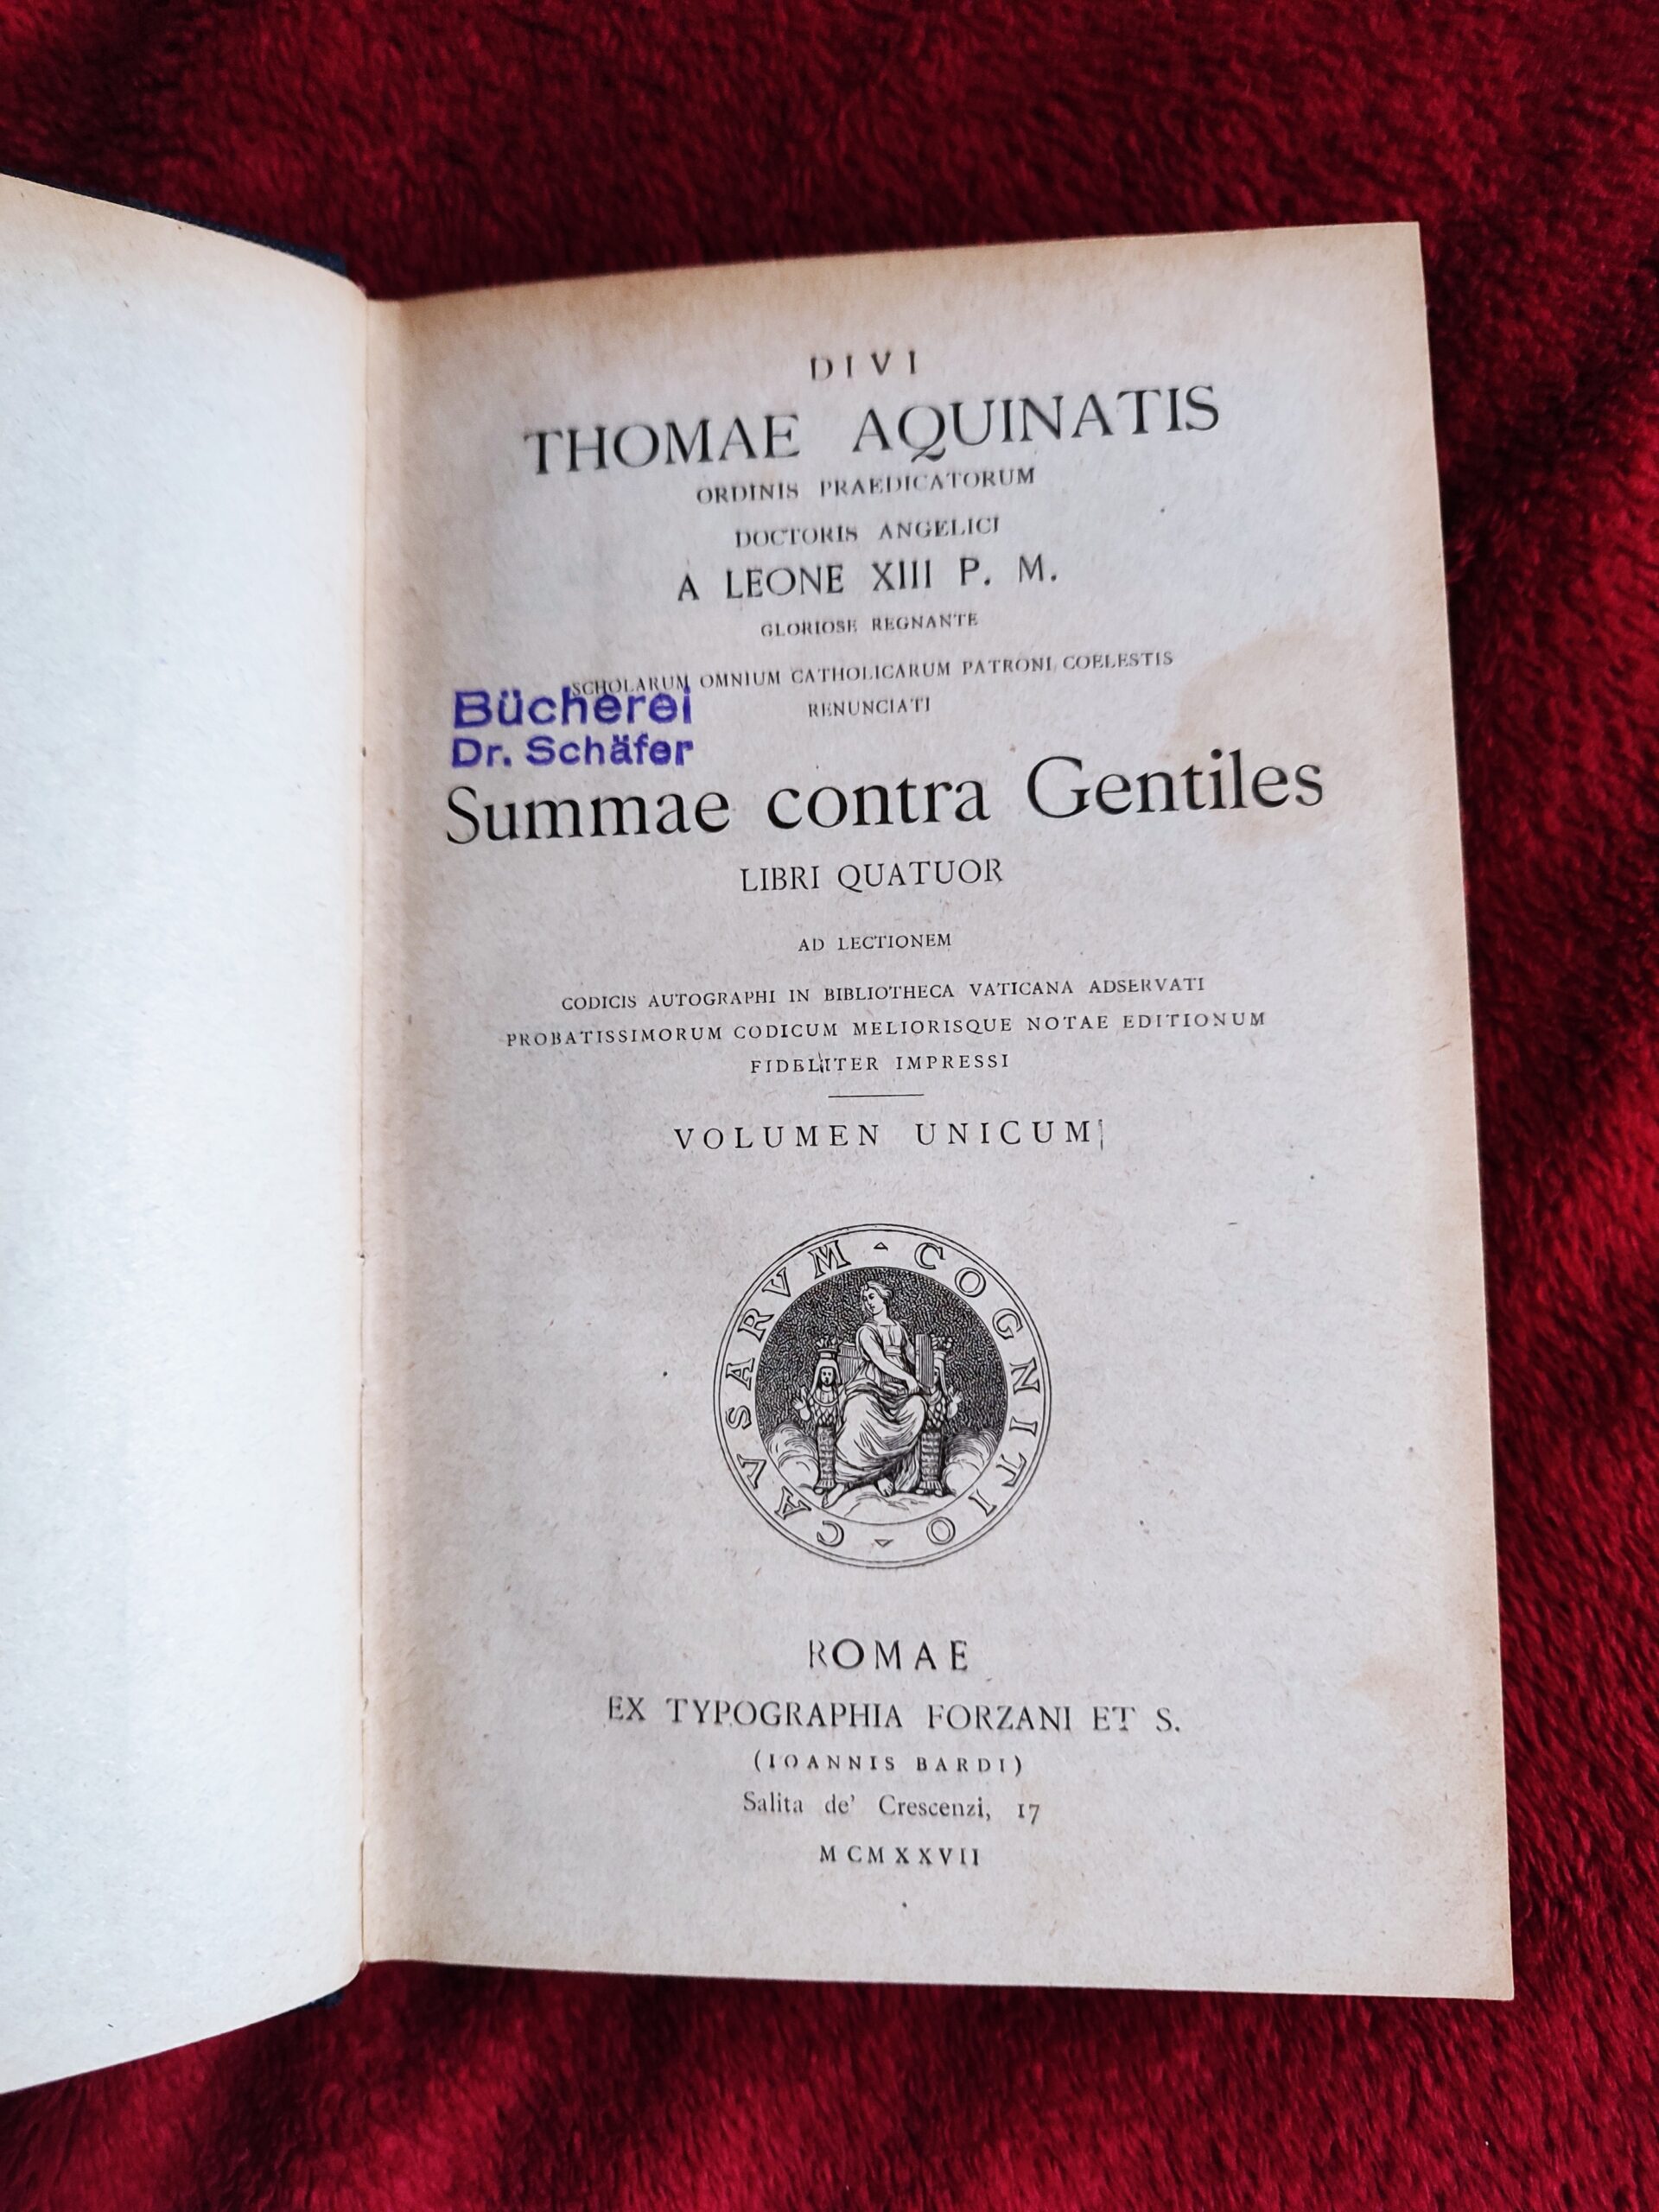 DIVI
THOMAE AQUINATIS
ORDINIS PRAEDICATORUM
DOCTORIS ANGELICI
A LEONE XIII P. M.
GLORIOSE REGNANTE
SCHOLARUM OMNIUM CATHOLICARUM PATRONI COELESTIS
RENUNCIATI
Bücherei
Dr. Schäfer
Summae contra Gentiles
LIBRI QUATUOR
AD LECTIONEM
CODICIS AUTOGRAPHI IN BIBLIOTHECA VATICANA ADSERVATI
PROBATISSIMORUM CODICUM MELIORISQUE NOTAE EDITIONUM
FIDELITER IMPRESSI
VOLUMEN UNICUM
CAVSARVM COGNITIO
ROMAE
EX TYPOGRAPHIA FORZANI ET S.
(IOANNIS BARDI)
Salita de' Crescenzi, 17
MCMXXVII